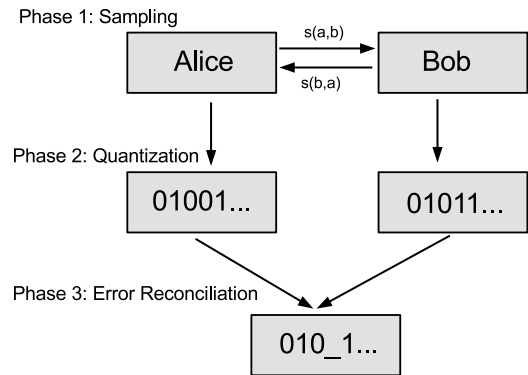 Phase 1: Sampling
s(a,b)
Alice
Bob
s(b,a)
Phase 2: Quantization
01001...
01011...
Phase 3: Error Reconciliation
010_1...